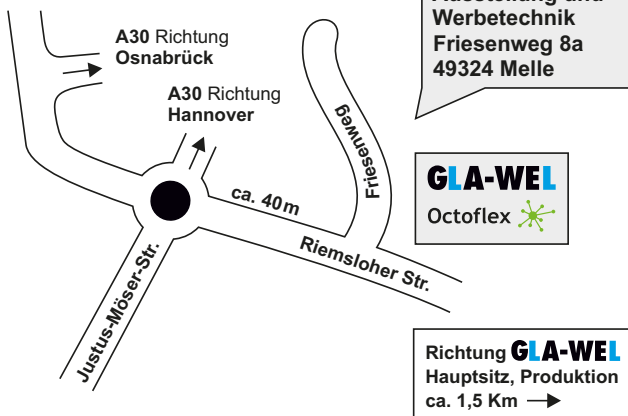 Werbetechnik
Friesenweg 8a
49324 Melle
A30 Richtung
Osnabrück
A30 Richtung
Hannover
Friesenweg
ca. 40m
Riemsloher Str.
Justus-Möser-Str.
GLA-WEL
Octoflex
Richtung GLA-WEL
Hauptsitz, Produktion
ca. 1,5 Km